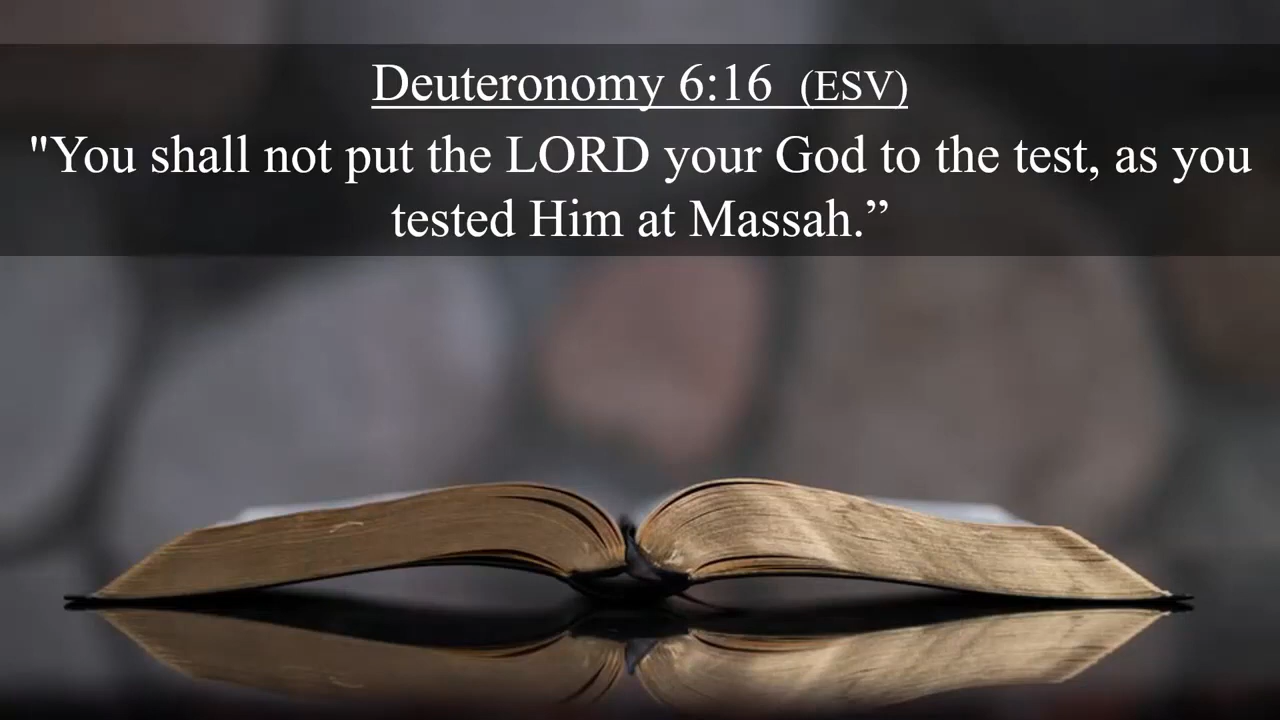 Deuteronomy 6:16  (ESV)
"You shall not put the LORD your God to the test, as you
tested Him at Massah.”